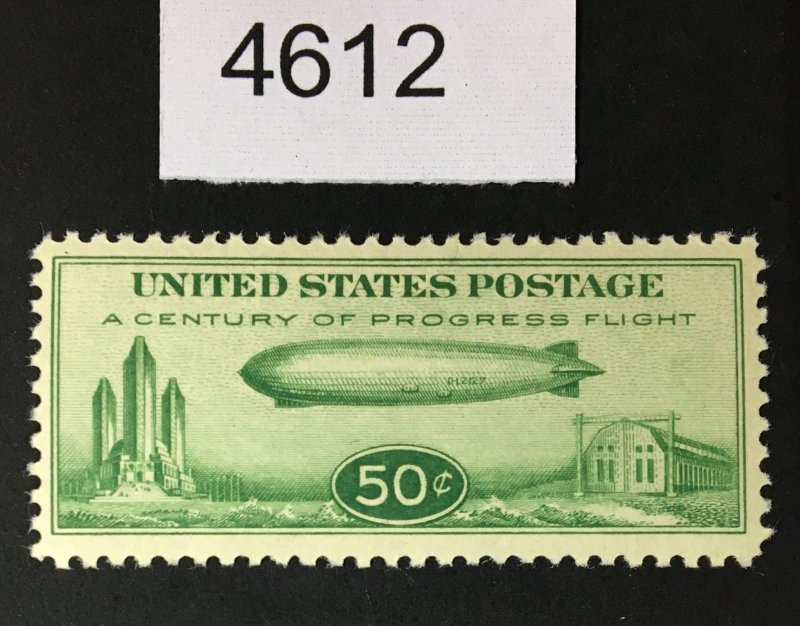 4612
UNITED STATES POSTAGE
A CENTURY OF PROGRESS FLIGHT
50¢